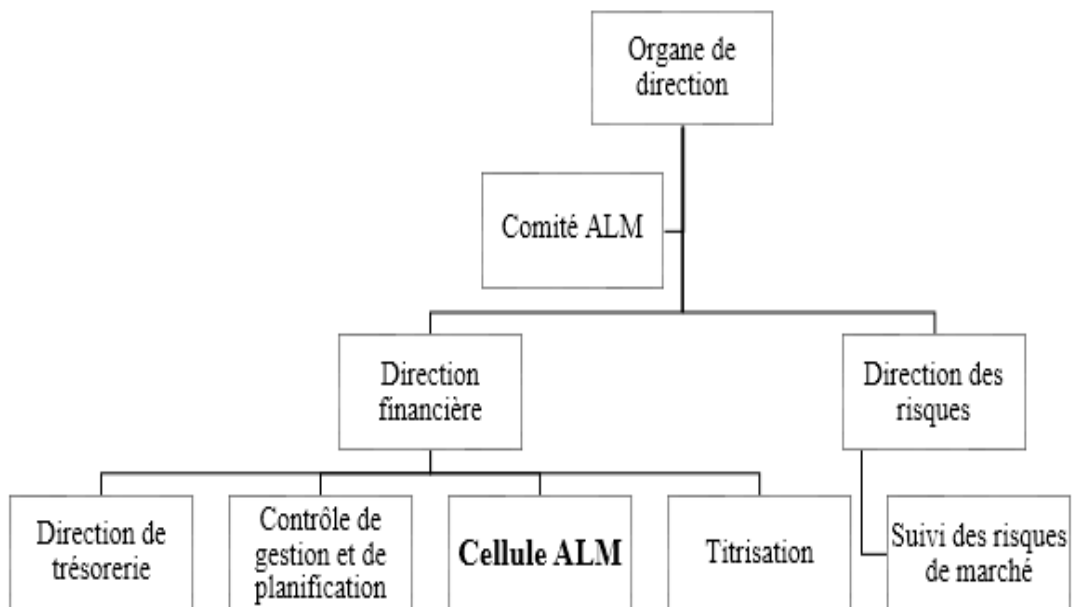 Organe de
direction
Comité ALM
Direction
financière
Direction des
risques
Direction de
trésorerie
Contrôle de
gestion et de
planification
Cellule ALM
Titrisation
Suivi des risques
de marché